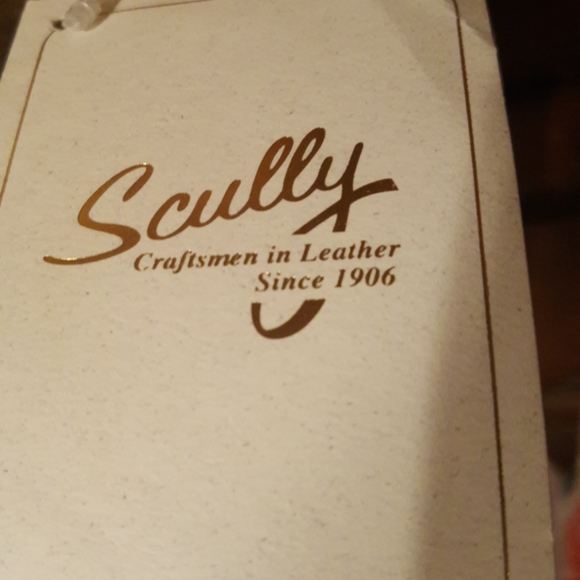 Scully
Craftsmen in Leather
Since 1906